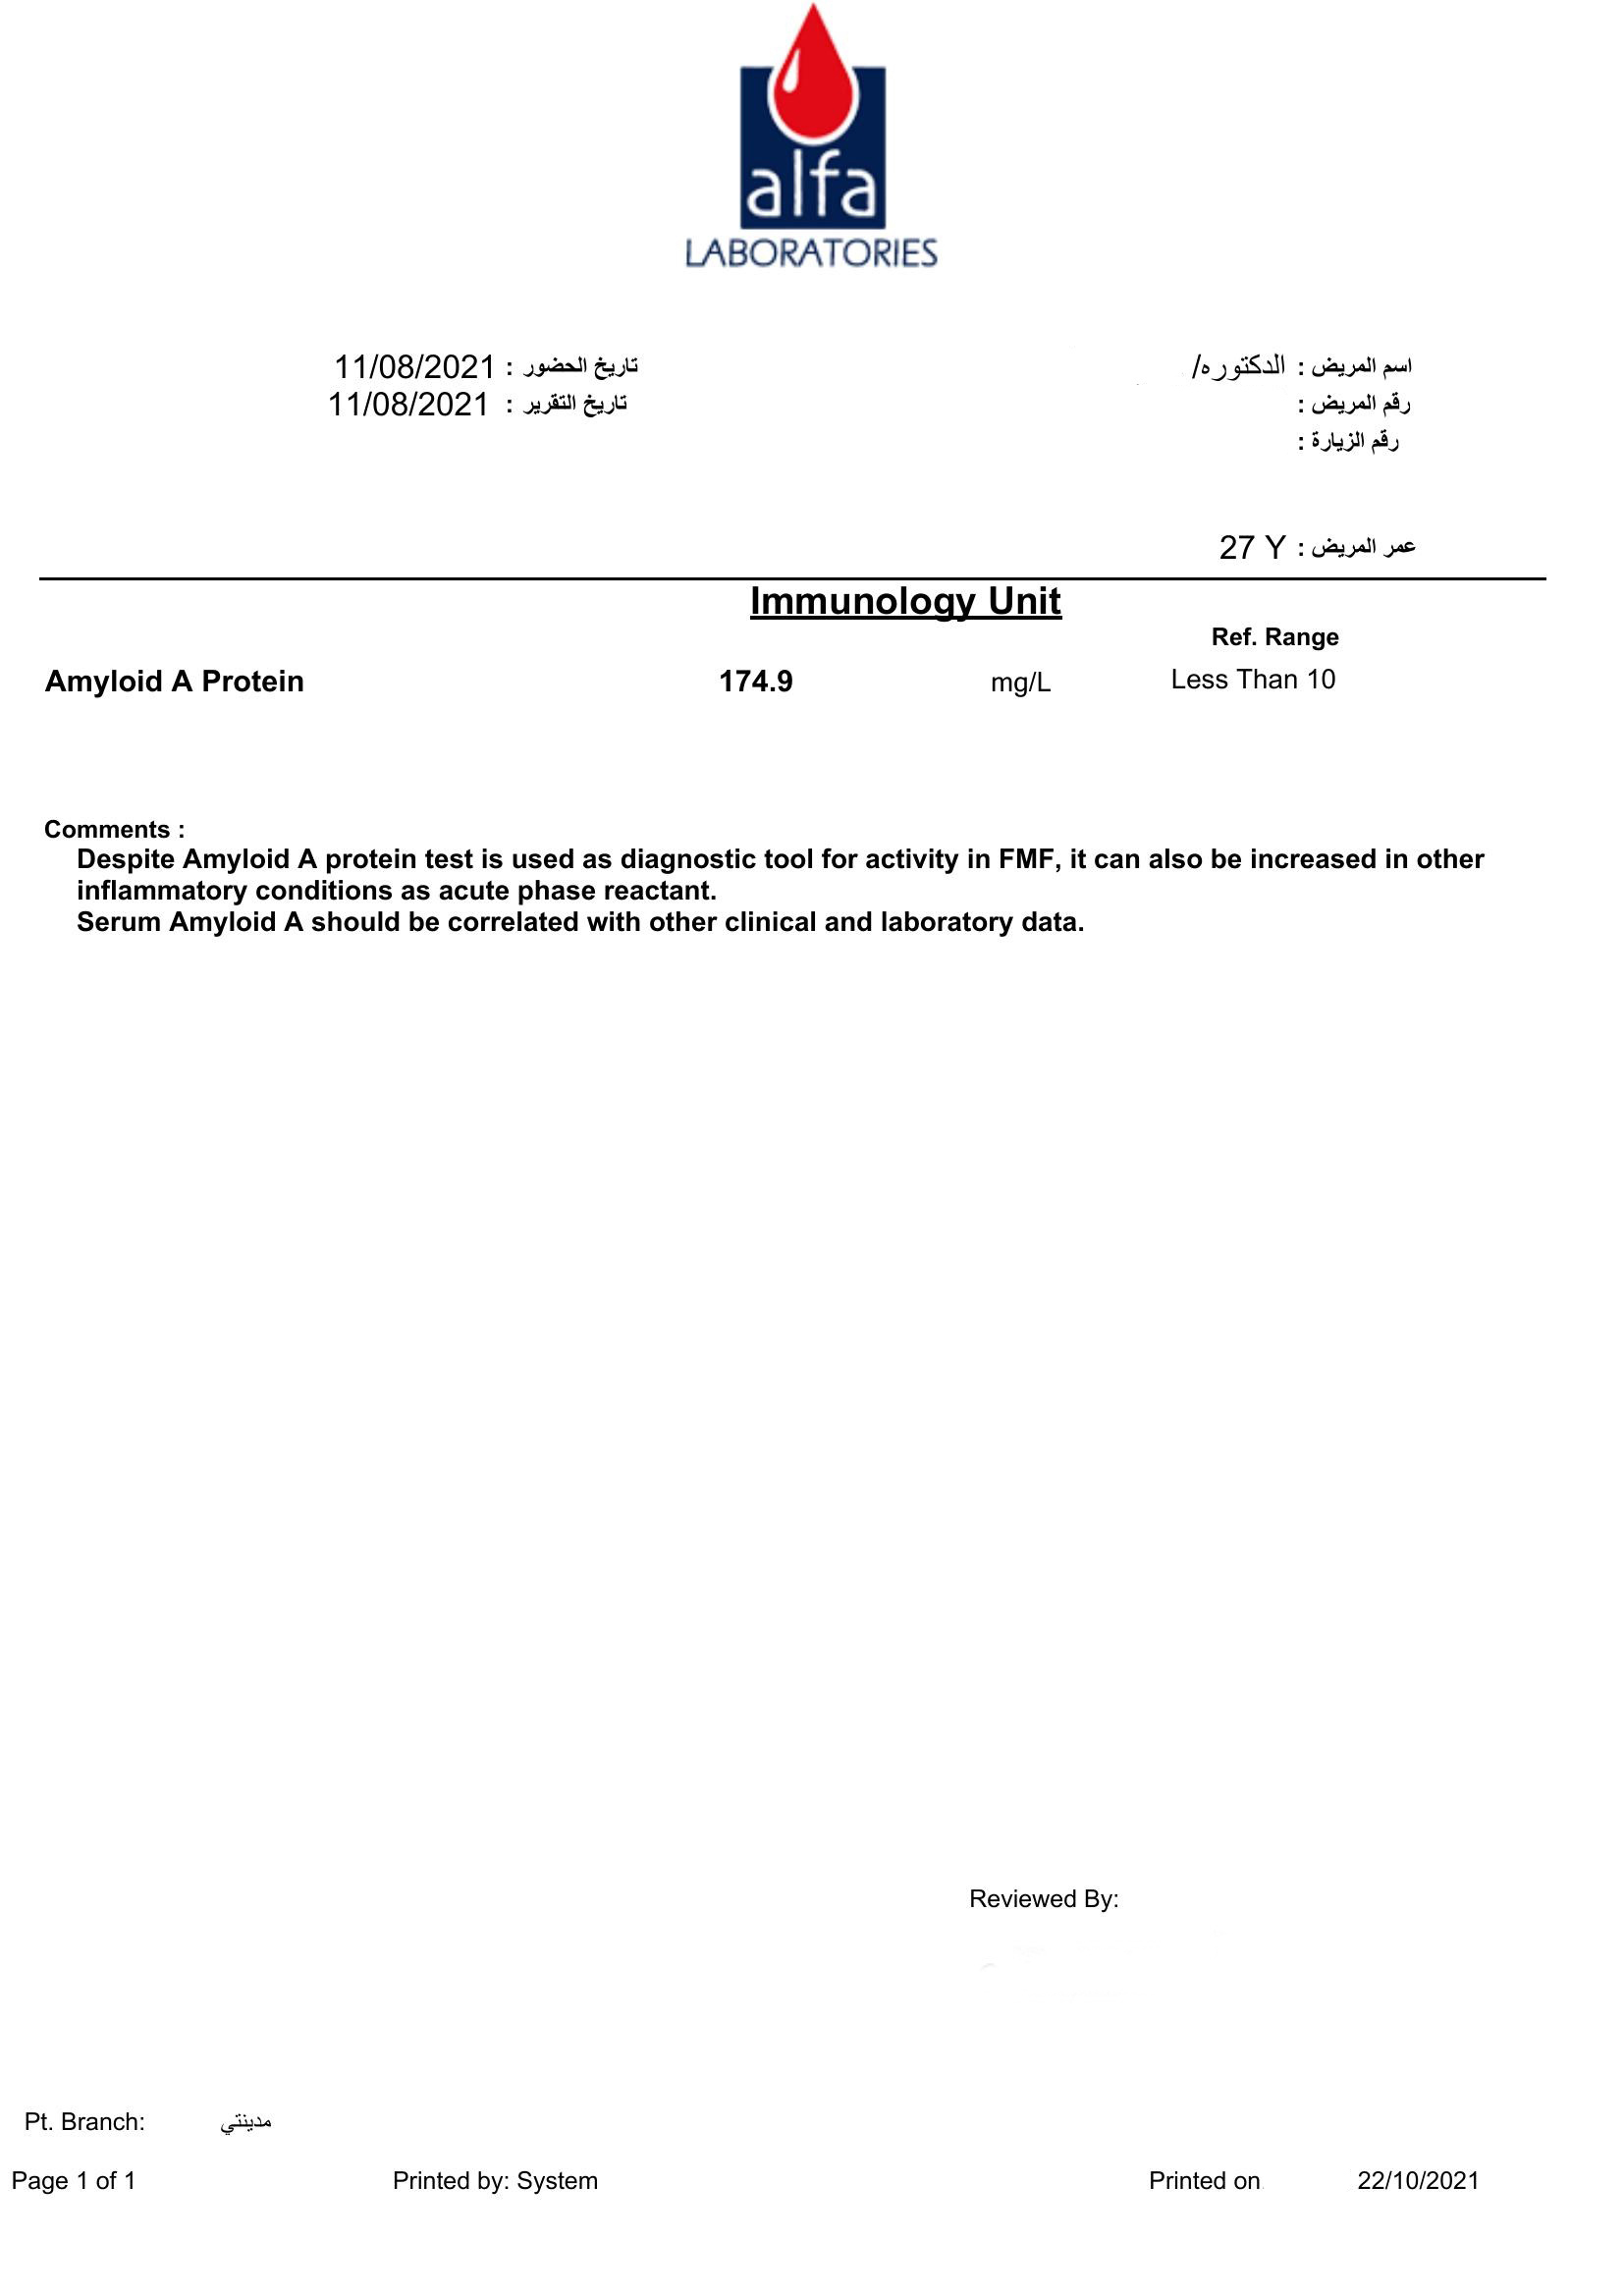 alfa
LABORATORIES
اسم المريض : الدكتوره/
تاريخ الحضور : 11/08/2021
رقم المريض :
تاريخ التقرير : 11/08/2021
رقم الزيارة :
عمر المريض : 27 Y
Immunology Unit
Ref. Range
Amyloid A Protein 174.9 mg/L Less Than 10
Comments :
Despite Amyloid A protein test is used as diagnostic tool for activity in FMF, it can also be increased in other
inflammatory conditions as acute phase reactant.
Serum Amyloid A should be correlated with other clinical and laboratory data.
Reviewed By:
Pt. Branch: مدينتي
Page 1 of 1 Printed by: System Printed on 22/10/2021